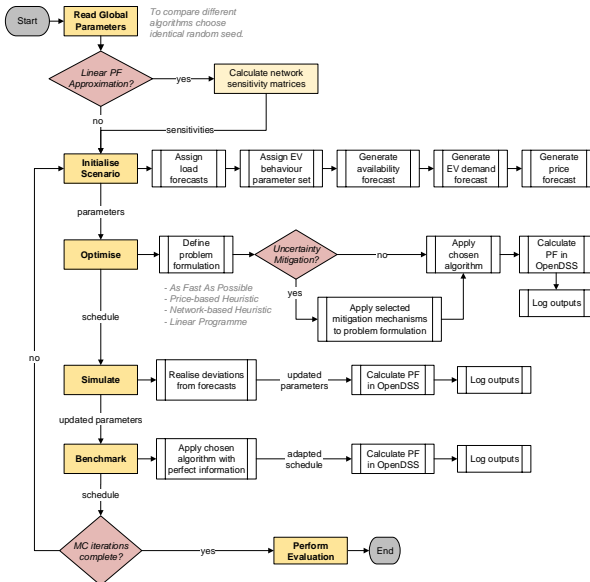 Start
Read Global
Parameters
To compare different
algorithms choose
identical random seed.
Linear PF
Approximation?
yes
Calculate network
sensitivity matrices
no
sensitivities
Initialise
Scenario
Assign
load
forecasts
Assign EV
behaviour
parameter set
Generate
availability
forecast
Generate
EV demand
forecast
Generate
price
forecast
parameters
Optimise
Define
problem
formulation
Uncertainty
Mitigation?
no
Apply
chosen
algorithm
Calculate
PF in
OpenDSS
- As Fast As Possible
- Price-based Heuristic
- Network-based Heuristic
- Linear Programme
yes
Apply selected
mitigation mechanisms
to problem formulation
Log outputs
schedule
no
Simulate
Realise deviations
from forecasts
updated
parameters
Calculate PF
in OpenDSS
Log outputs
updated parameters
Benchmark
Apply chosen
algorithm with
perfect information
adapted
schedule
Calculate PF
in OpenDSS
Log outputs
schedule
MC iterations
complete?
yes
Perform
Evaluation
End